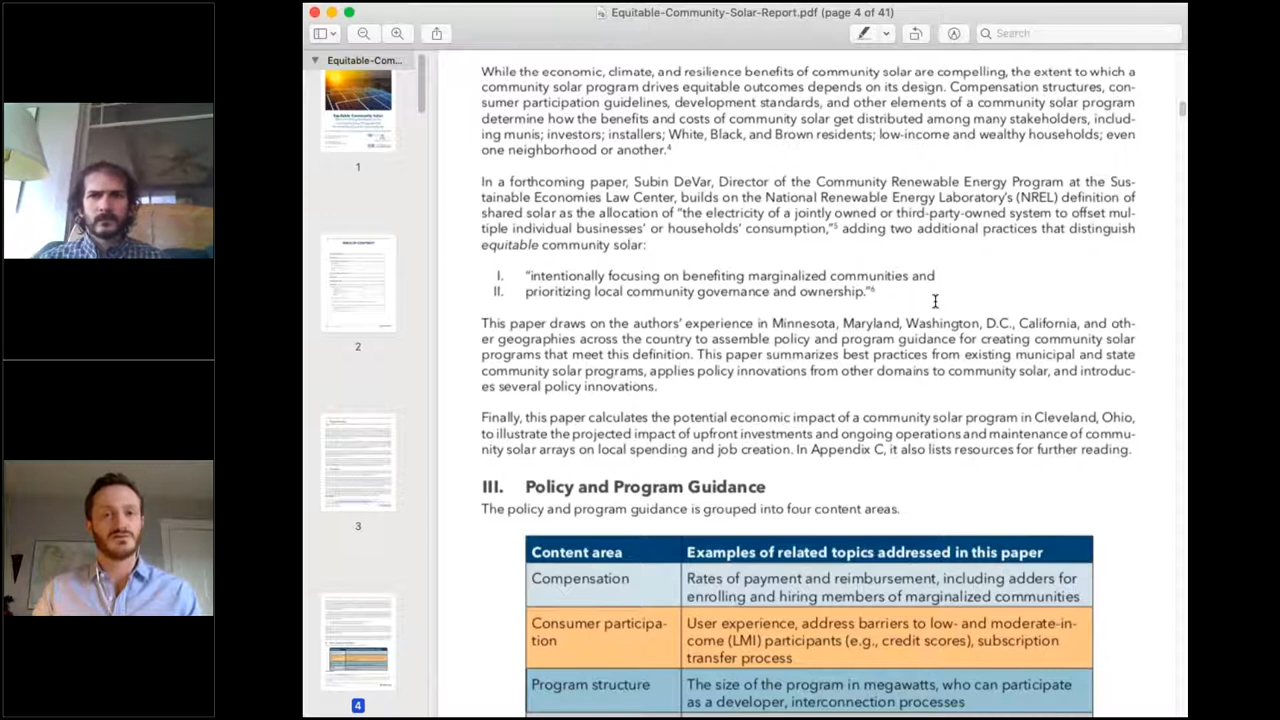 Equitable-Community-Solar-Report.pdf (page 4 of 41)
Search
Equitable-Com...
1
2
3
4
While the economic, climate, and resilience benefits of community solar are compelling, the extent to which a
community solar program drives equitable outcomes depends on its design. Compensation structures, con-
sumer participation guidelines, development standards, and other elements of a community solar program
determine how the benefits and costs of community solar get distributed among many stakeholders, includ-
ing regions; investors; installers; White, Black, and Brown residents; low-income and wealthy households; even
one neighborhood or another.4
In a forthcoming paper, Subin DeVar, Director of the Community Renewable Energy Program at the Sus-
tainable Economies Law Center, builds on the National Renewable Energy Laboratory's (NREL) definition of
shared solar as the allocation of "the electricity of a jointly owned or third-party-owned system to offset mul-
tiple individual businesses' or households' consumption,"5 adding two additional practices that distinguish
equitable community solar:
I. "intentionally focusing on benefiting marginalized communities and
II. prioritizing local community governance and ownership."6
This paper draws on the authors' experience in Minnesota, Maryland, Washington, D.C., California, and oth-
er geographies across the country to assemble policy and program guidance for creating community solar
programs that meet this definition. This paper summarizes best practices from existing municipal and state
community solar programs, applies policy innovations from other domains to community solar, and introduc-
es several policy innovations.
Finally, this paper calculates the potential economic impact of a community solar program in Cleveland, Ohio,
to illustrate the projected impact of upfront investments and ongoing operations and maintenance of commu-
nity solar arrays on local spending and job creation. In Appendix C, it also lists resources for further reading.
III. Policy and Program Guidance
The policy and program guidance is grouped into four content areas.
Content area Examples of related topics addressed in this paper
Compensation Rates of payment and reimbursement, including adders for
enrolling and hiring members of marginalized communities
Consumer participa- User experience, address barriers to low- and moderate-in-
tion come (LMI) participants (e.g., credit scores), subscription
transfer process
Program structure The size of the program in megawatts, who can participate
as a developer, interconnection processes